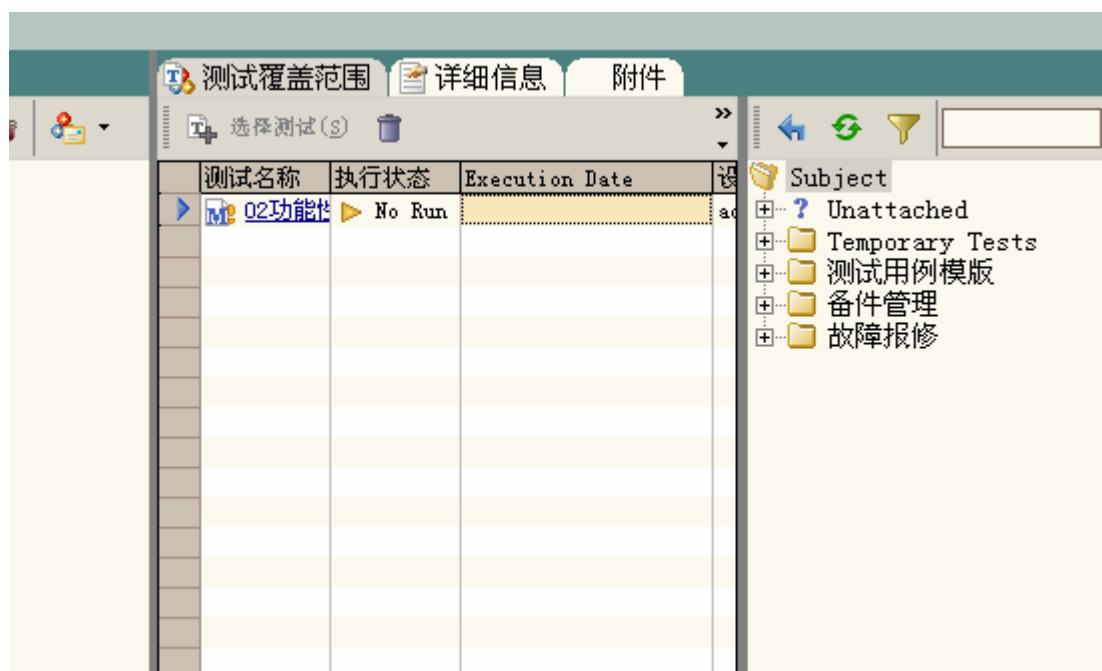 测试覆盖范围 详细信息 附件
选择测试(S)
测试名称 执行状态 Execution Date 设
02功能性 No Run
Subject
Unattached
Temporary Tests
测试用例模版
备件管理
故障报修